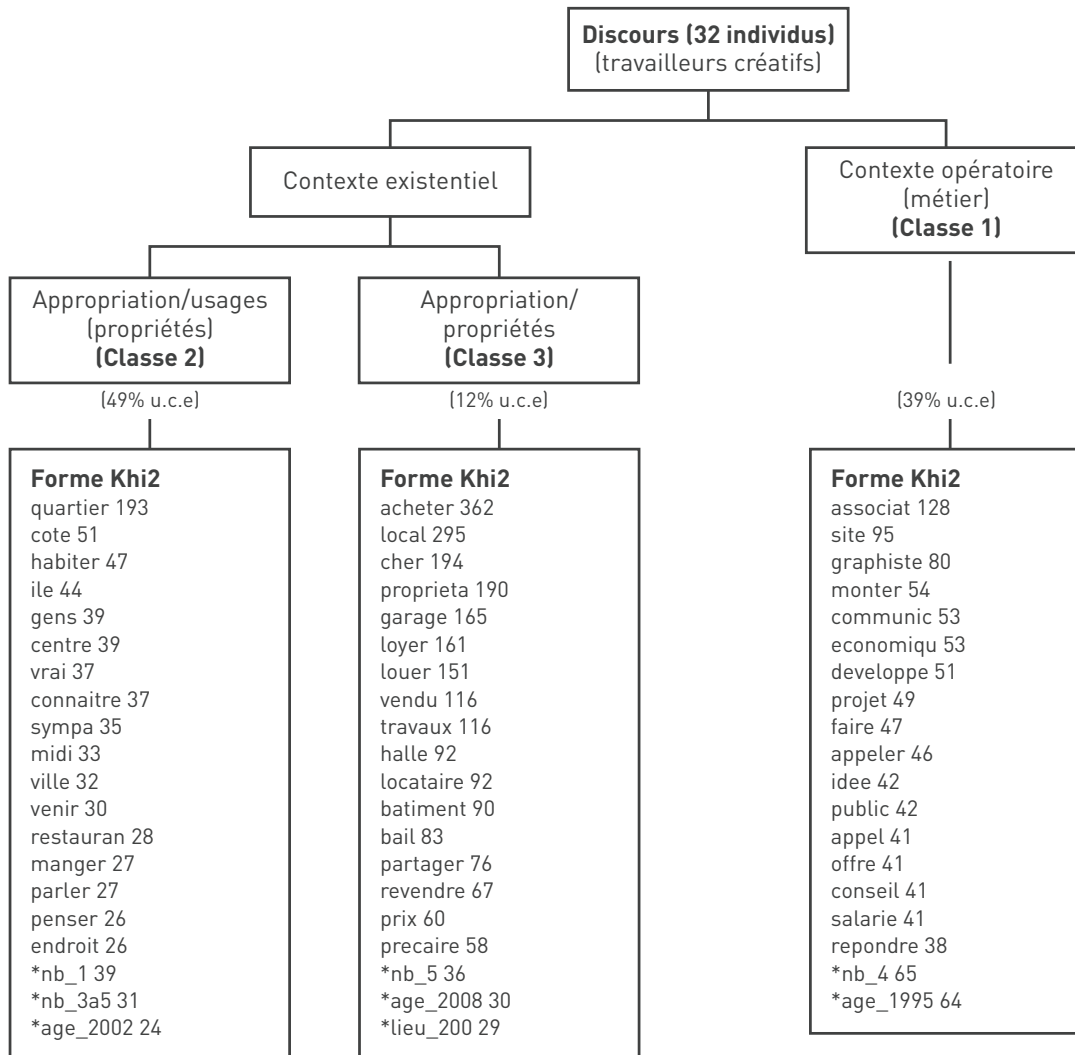 Discours (32 individus)
(travailleurs créatifs)
Contexte existentiel
Contexte opératoire
(métier)
(Classe 1)
Appropriation/usages
(propriétés)
(Classe 2)
Appropriation/
propriétés
(Classe 3)
(49% u.c.e)
(12% u.c.e)
(39% u.c.e)
Forme Khi2
quartier 193
cote 51
habiter 47
ile 44
gens 39
centre 39
vrai 37
connaitre 37
sympa 35
midi 33
ville 32
venir 30
restauran 28
manger 27
parler 27
penser 26
endroit 26
*nb_1 39
*nb_3a5 31
*age_2002 24
Forme Khi2
acheter 362
local 295
cher 194
proprieta 190
garage 165
loyer 161
louer 151
vendu 116
travaux 116
halle 92
locataire 92
batiment 90
bail 83
partager 76
revendre 67
prix 60
precaire 58
*nb_5 36
*age_2008 30
*lieu_200 29
Forme Khi2
associat 128
site 95
graphiste 80
monter 54
communic 53
economiqu 53
developpe 51
projet 49
faire 47
appeler 46
idee 42
public 42
appel 41
offre 41
conseil 41
salarie 41
repondre 38
*nb_4 65
*age_1995 64